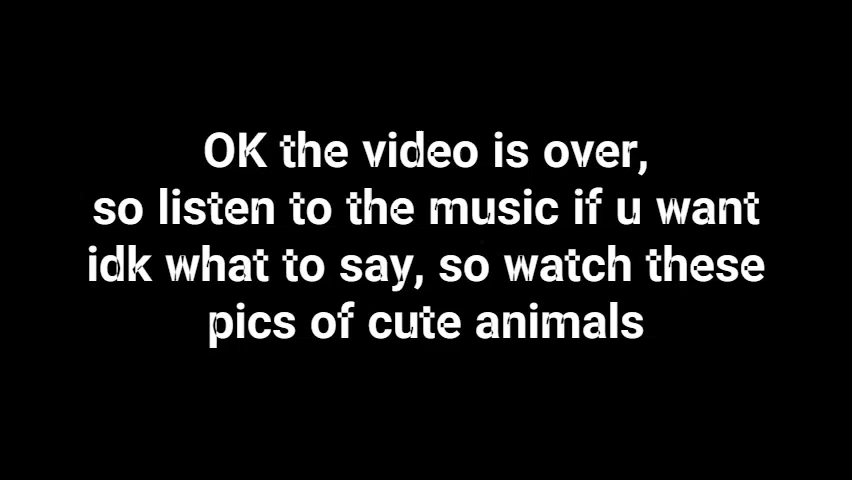 OK the video is over,
so listen to the music if u want
idk what to say, so watch these
pics of cute animals